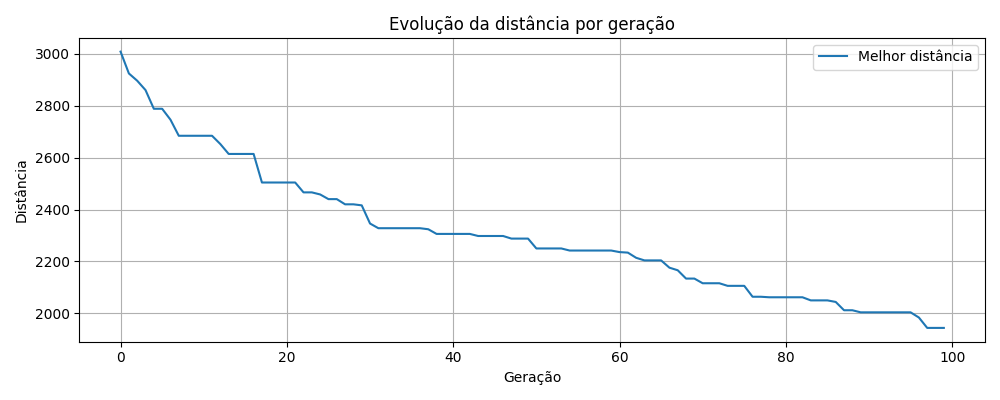 Evolução da distância por geração
Melhor distância
Distância
3000
2800
2600
2400
2200
2000
0 20 40 60 80 100
Geração